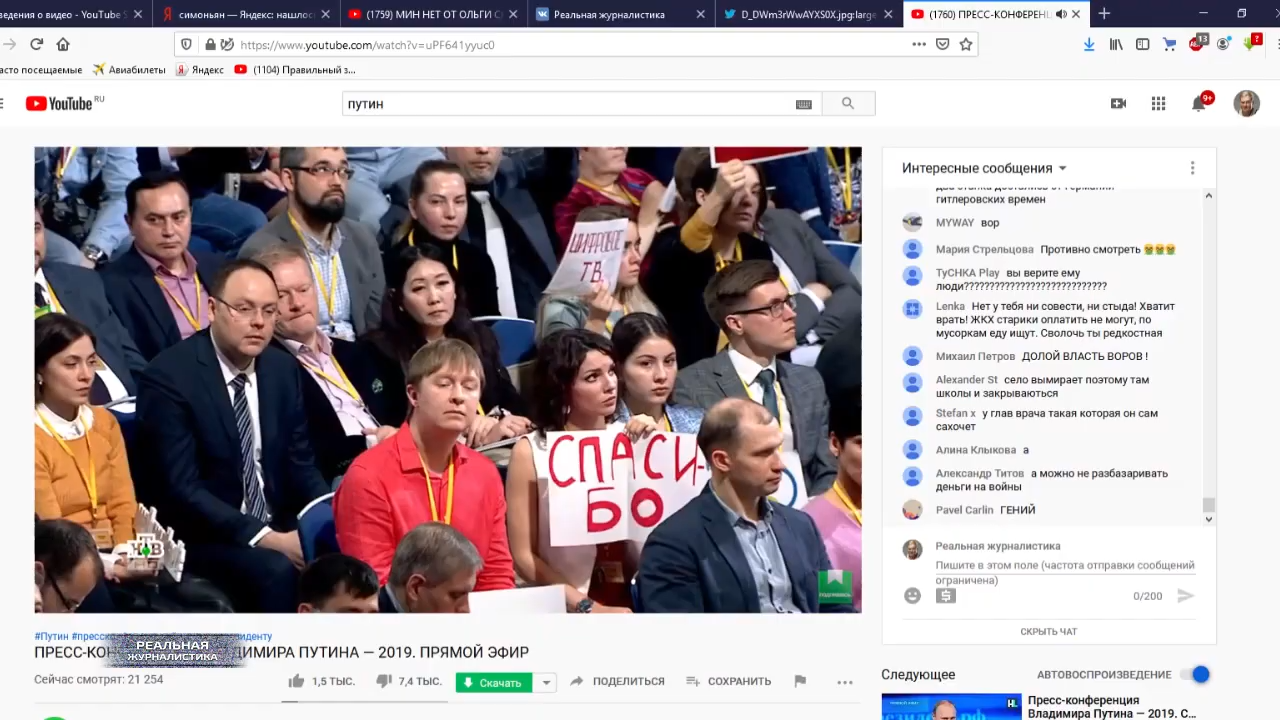 ведения о видео - YouTube S
симоньян — Яндекс: нашлос
(1759) МИН НЕТ ОТ ОЛЬГИ С
Реальная журналистика
D_DWm3rWwAYXS0X.jpg:large
(1760) ПРЕСС-КОНФЕРЕНЦ
https://www.youtube.com/watch?v=uPF641yyuc0
13
асто посещаемые
Авиабилеты
Яндекс
(1104) Правильный з...
YouTube RU
путин
9+
ЦИФРОВОЕ
ТВ.
СПАСИ-
БО
НТВ
Интересные сообщения
гитлеровских времен
MYWAY вор
Мария Стрельцова Противно смотреть
ТуСНКА Play вы верите ему
люди???????????????????????????
Lenka Нет у тебя ни совести, ни стыда! Хватит
врать! ЖКХ старики оплатить не могут, по
мусоркам еду ищут. Сволочь ты редкостная
Михаил Петров ДОЛОЙ ВЛАСТЬ ВОРОВ !
Alexander St село вымирает поэтому там
школы и закрываються
Stefan x у глав врача такая которая он сам
сахочет
Алина Клыкова а
Александр Титов а можно не разбазаривать
деньги на войны
Pavel Carlin ГЕНИЙ
Реальная журналистика
Пишите в этом поле (частота отправки сообщений
ограничена)
0/200
СКРЫТЬ ЧАТ
#Путин #пресск
иденту
РЕАЛЬНАЯ
ЖУРНАЛИСТИКА
ПРЕСС-КОН
ДИМИРА ПУТИНА — 2019. ПРЯМОЙ ЭФИР
Сейчас смотрят: 21 254
1,5 ТЫС.
7,4 ТЫС.
Скачать
ПОДЕЛИТЬСЯ
СОХРАНИТЬ
Следующее
АВТОВОСПРОИЗВЕДЕНИЕ
Пресс-конференция
Владимира Путина — 2019. С...